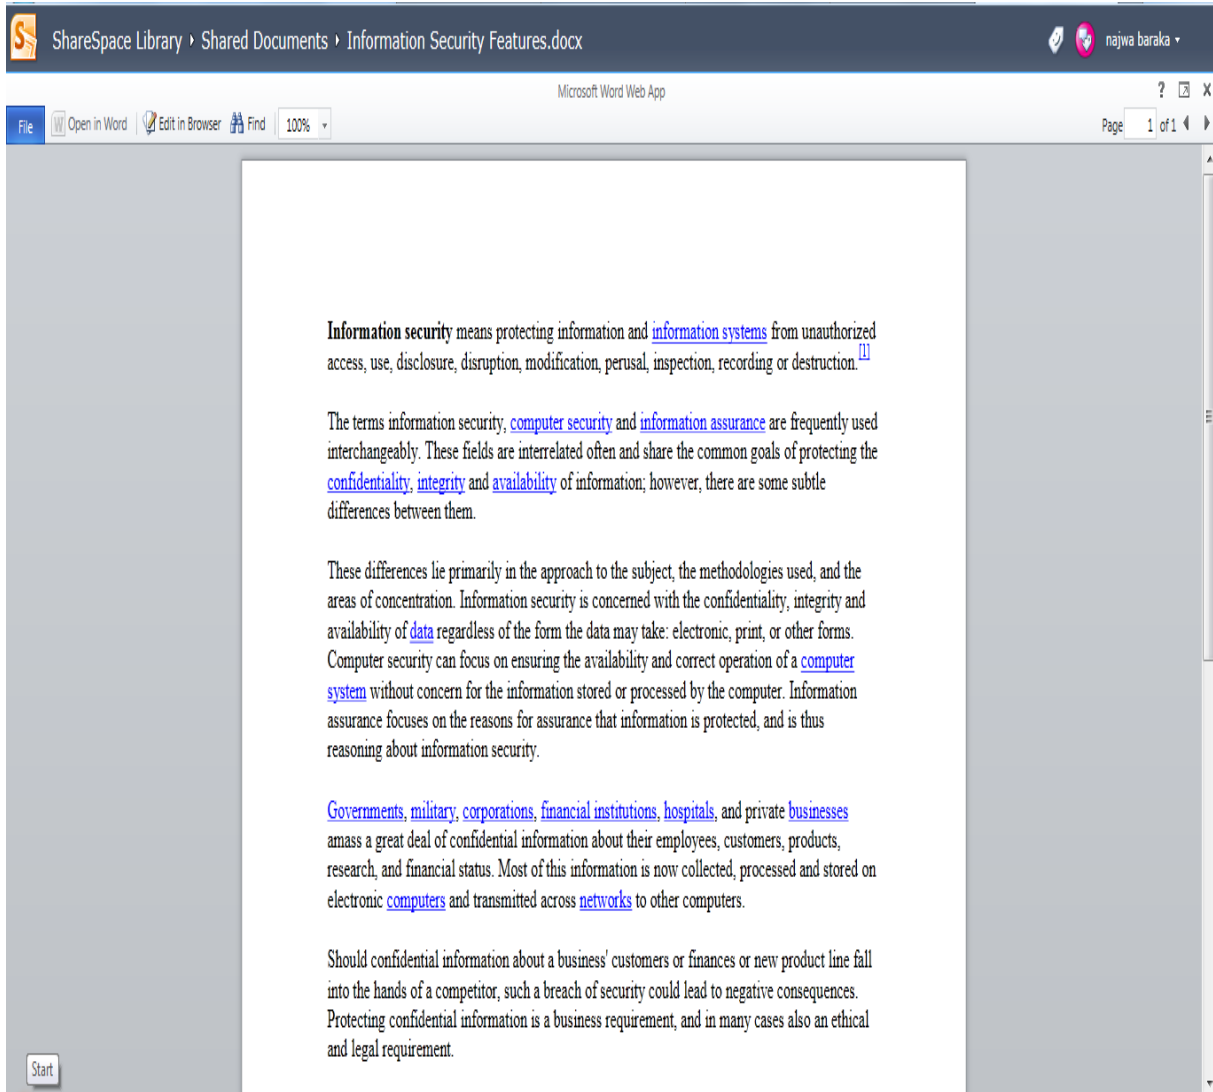 ShareSpace Library › Shared Documents › Information Security Features.docx
najwa baraka
Microsoft Word Web App
? X
File Open in Word Edit in Browser Find 100% Page 1 of 1
Information security means protecting information and information systems from unauthorized
access, use, disclosure, disruption, modification, perusal, inspection, recording or destruction.[1]
The terms information security, computer security and information assurance are frequently used
interchangeably. These fields are interrelated often and share the common goals of protecting the
confidentiality, integrity and availability of information; however, there are some subtle
differences between them.
These differences lie primarily in the approach to the subject, the methodologies used, and the
areas of concentration. Information security is concerned with the confidentiality, integrity and
availability of data regardless of the form the data may take: electronic, print, or other forms.
Computer security can focus on ensuring the availability and correct operation of a computer
system without concern for the information stored or processed by the computer. Information
assurance focuses on the reasons for assurance that information is protected, and is thus
reasoning about information security.
Governments, military, corporations, financial institutions, hospitals, and private businesses
amass a great deal of confidential information about their employees, customers, products,
research, and financial status. Most of this information is now collected, processed and stored on
electronic computers and transmitted across networks to other computers.
Should confidential information about a business' customers or finances or new product line fall
into the hands of a competitor, such a breach of security could lead to negative consequences.
Protecting confidential information is a business requirement, and in many cases also an ethical
and legal requirement.
Start